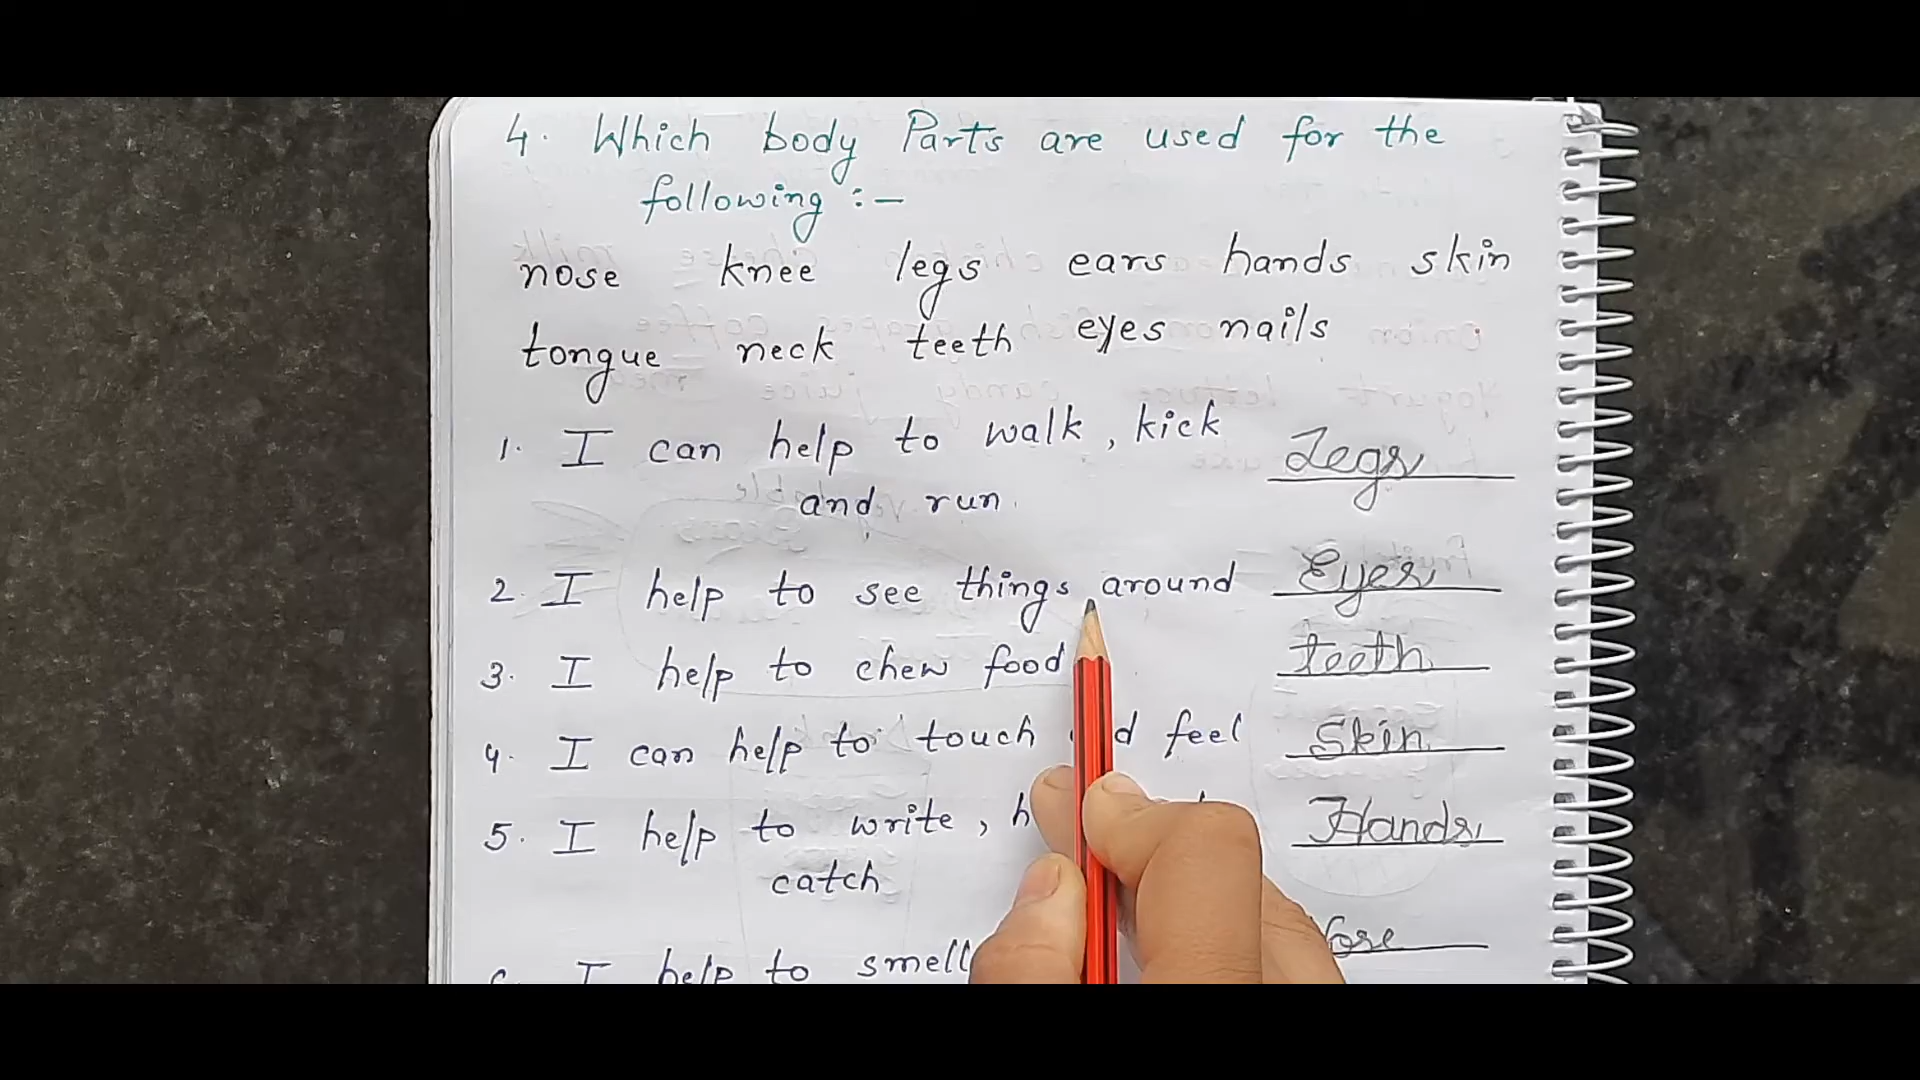 4. Which body Parts are used for the
following :-
nose knee legs ears hands skin
tongue neck teeth eyes nails
1. I can help to walk, kick Legs
and run.
2. I help to see things around Eyes
3. I help to chew food teeth
4. I can help to touch feel Skin
5. I help to write, Hands
catch
I help to smell